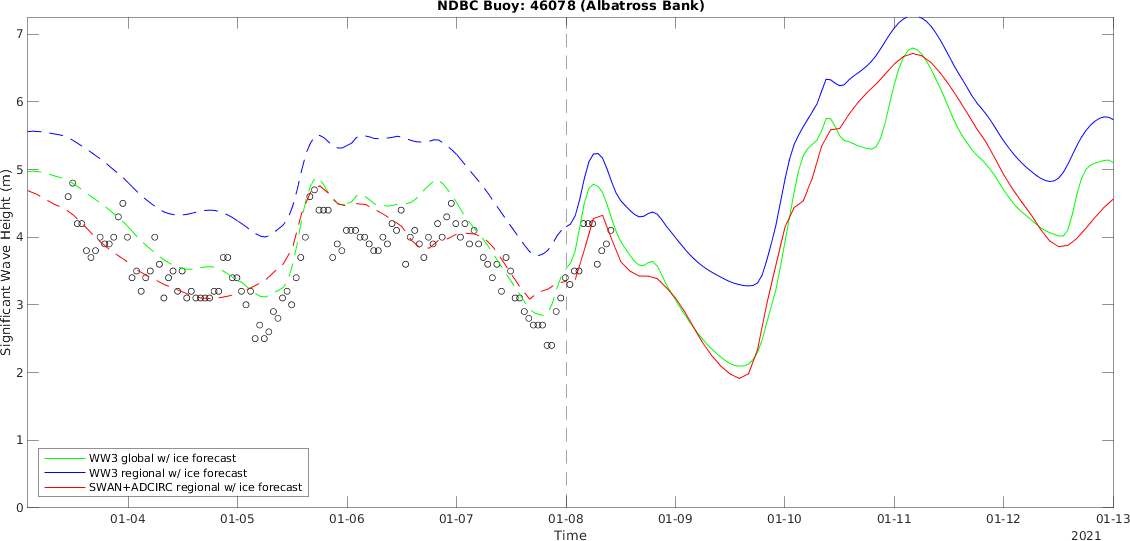 NDBC Buoy: 46078 (Albatross Bank)
7
6
5
4
3
2
1
0
Significant Wave Height (m)
WW3 global w/ ice forecast
WW3 regional w/ ice forecast
SWAN+ADCIRC regional w/ ice forecast
01-04 01-05 01-06 01-07 01-08 01-09 01-10 01-11 01-12 01-13
Time
2021